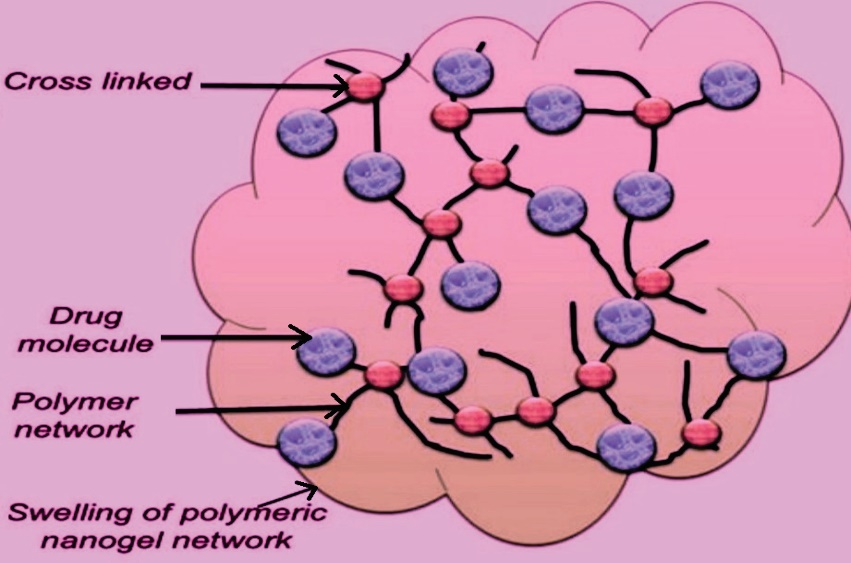 Cross linked
Drug
molecule
Polymer
network
Swelling of polymeric
nanogel network